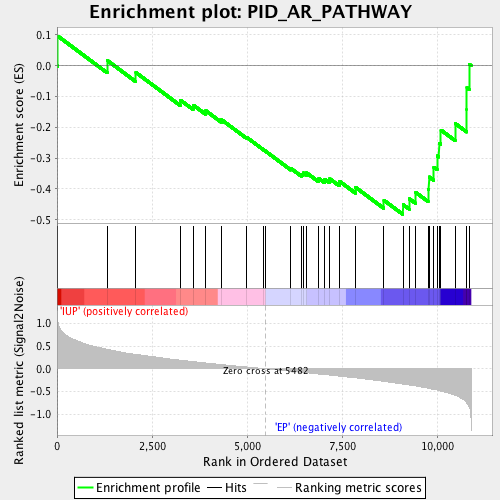 Enrichment plot: PID_AR_PATHWAY
Enrichment score (ES)
0.1
0.0
-0.1
-0.2
-0.3
-0.4
-0.5
'IUP' (positively correlated)
Ranked list metric (Signal2Noise)
1.0
0.5
0.0
-0.5
-1.0
Zero cross at 5482
'EP' (negatively correlated)
0
2,500
5,000
7,500
10,000
Rank in Ordered Dataset
Enrichment profile
Hits
Ranking metric scores